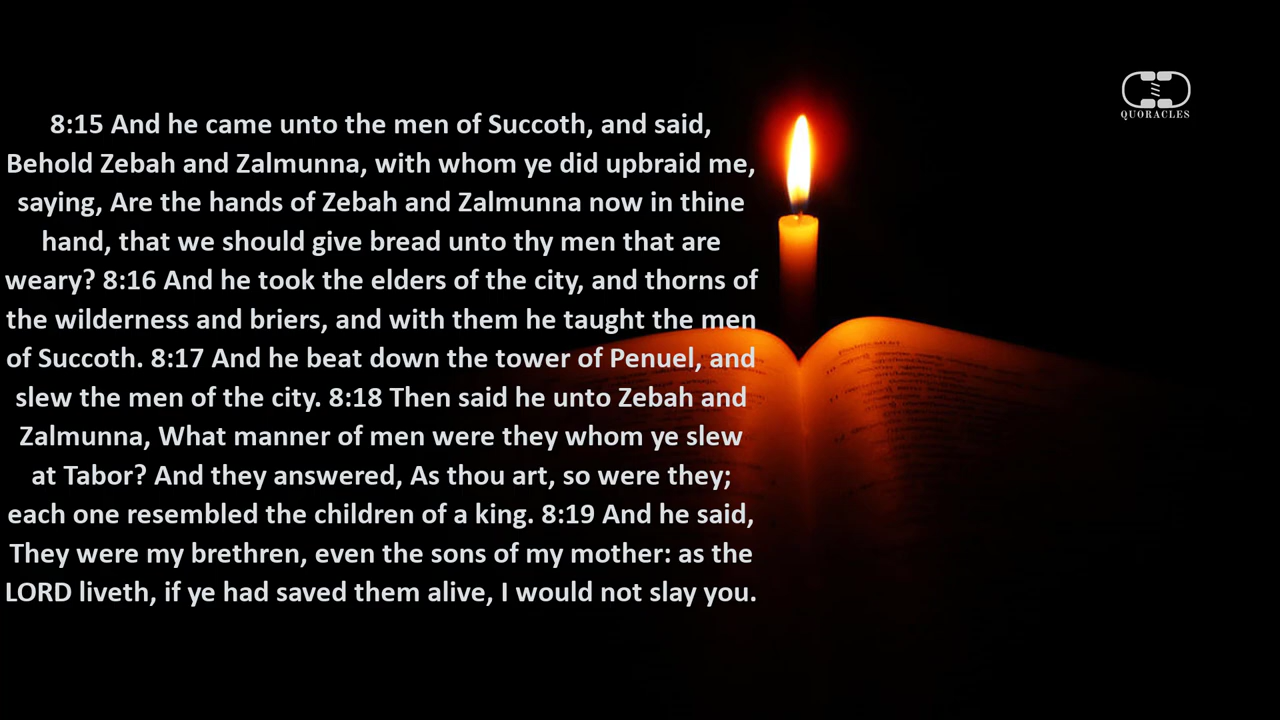 8:15 And he came unto the men of Succoth, and said,
Behold Zebah and Zalmunna, with whom ye did upbraid me,
saying, Are the hands of Zebah and Zalmunna now in thine
hand, that we should give bread unto thy men that are
weary? 8:16 And he took the elders of the city, and thorns of
the wilderness and briers, and with them he taught the men
of Succoth. 8:17 And he beat down the tower of Penuel, and
slew the men of the city. 8:18 Then said he unto Zebah and
Zalmunna, What manner of men were they whom ye slew
at Tabor? And they answered, As thou art, so were they;
each one resembled the children of a king. 8:19 And he said,
They were my brethren, even the sons of my mother: as the
LORD liveth, if ye had saved them alive, I would not slay you.
QUORACLES